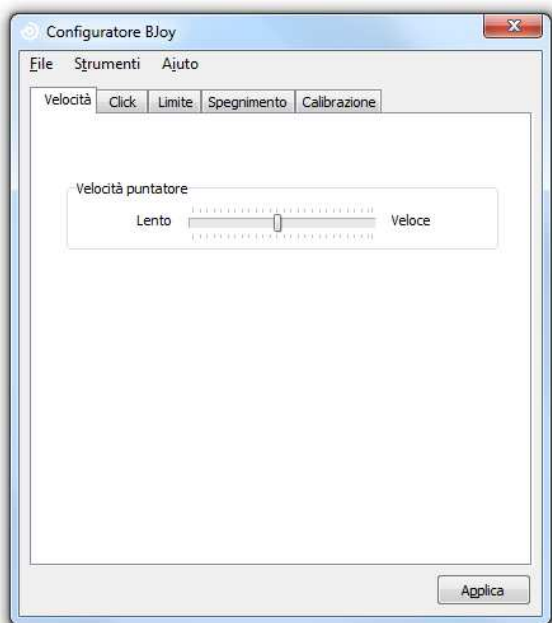 Configuratore BJoy
File Strumenti Aiuto
Velocità Click Limite Spegnimento Calibrazione
Velocità puntatore
Lento Veloce
Applica